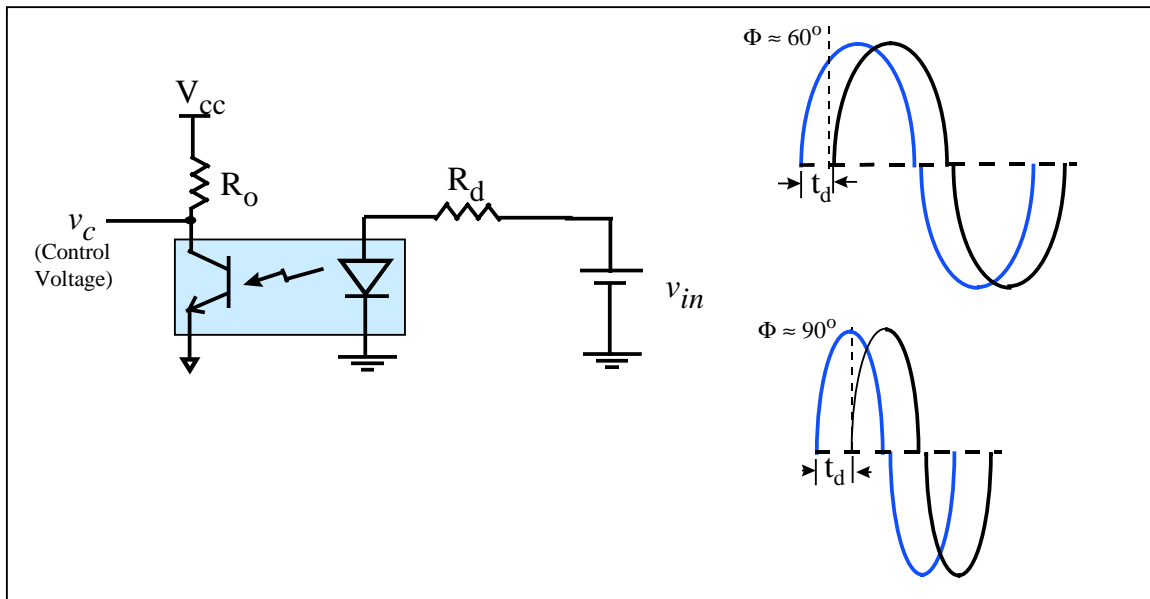 V_cc
R_o
v_c
(Control
Voltage)
R_d
v_in
Φ ≈ 60°
t_d
Φ ≈ 90°
t_d